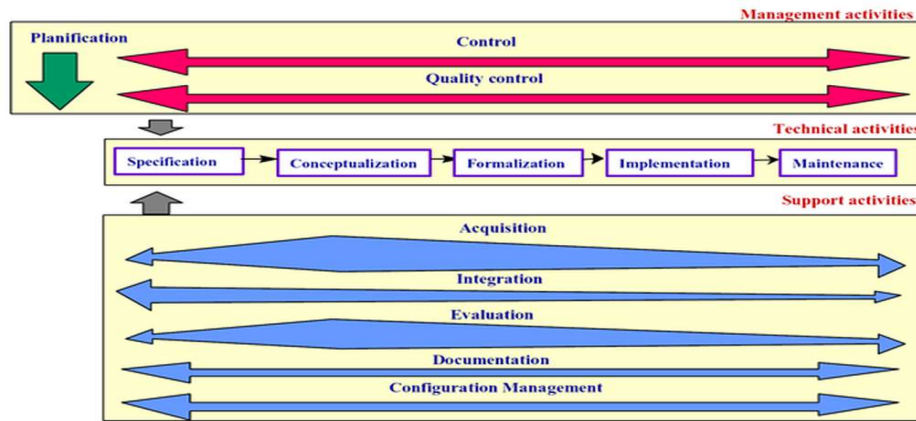 Management activities
Planification
Control
Quality control
Technical activities
Specification
Conceptualization
Formalization
Implementation
Maintenance
Support activities
Acquisition
Integration
Evaluation
Documentation
Configuration Management